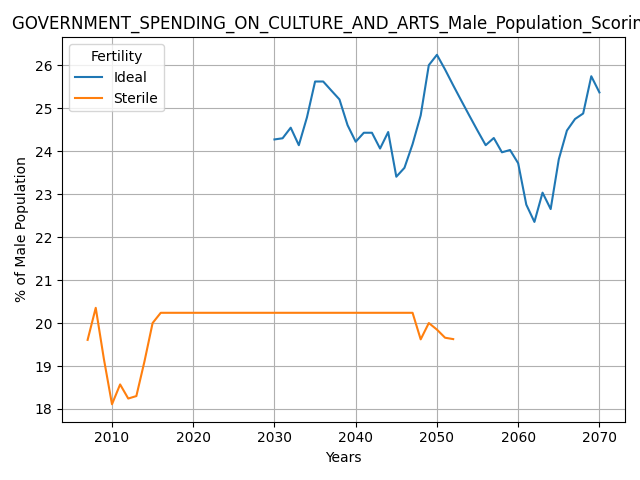 GOVERNMENT_SPENDING_ON_CULTURE_AND_ARTS_Male_Population_Scorin
Fertility
Ideal
Sterile
% of Male Population
26
25
24
23
22
21
20
19
18
2010 2020 2030 2040 2050 2060 2070
Years